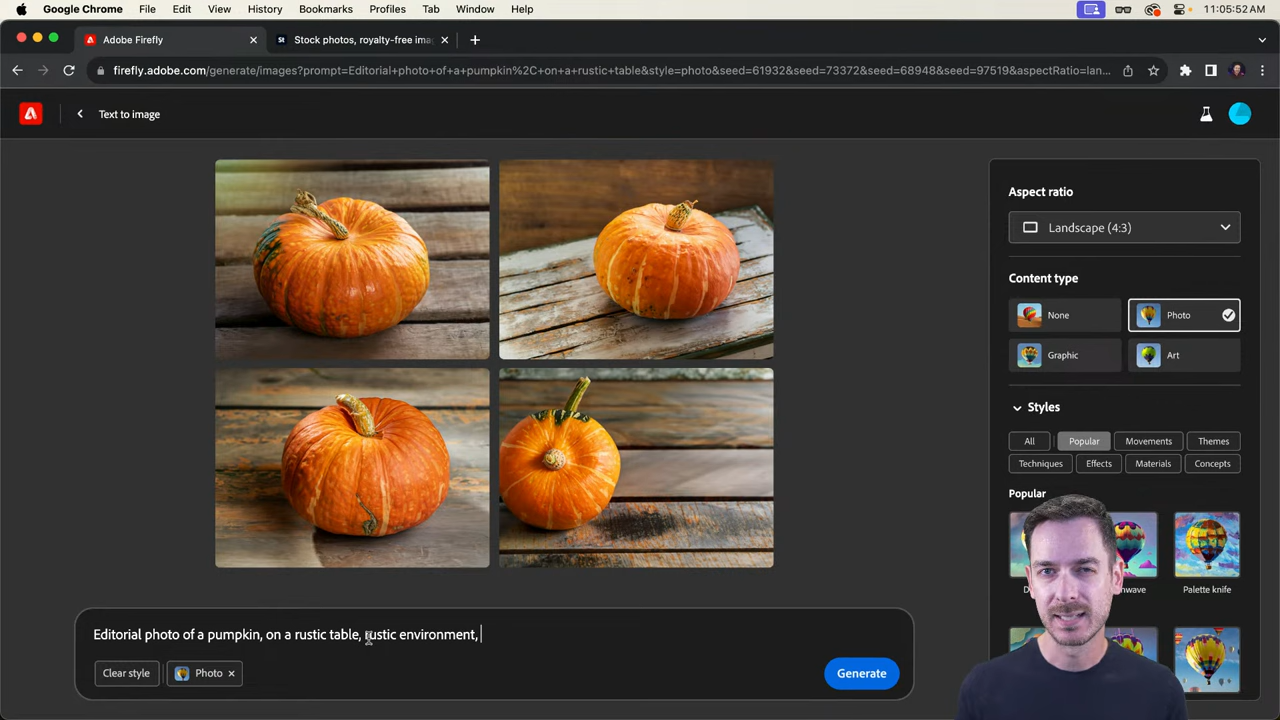 Google Chrome File Edit View History Bookmarks Profiles Tab Window Help 11:05:52 AM
Adobe Firefly St Stock photos, royalty-free ima
firefly.adobe.com/generate/images?prompt=Editorial+photo+of+a+pumpkin%2C+on+a+rustic+table&style=photo&seed=61932&seed=73372&seed=68948&seed=97519&aspectRatio=lan...
Text to image
Aspect ratio
Landscape (4:3)
Content type
None Photo
Graphic Art
Styles
All Popular Movements Themes
Techniques Effects Materials Concepts
Popular
Palette knife
Editorial photo of a pumpkin, on a rustic table, rustic environment,
Clear style Photo
Generate